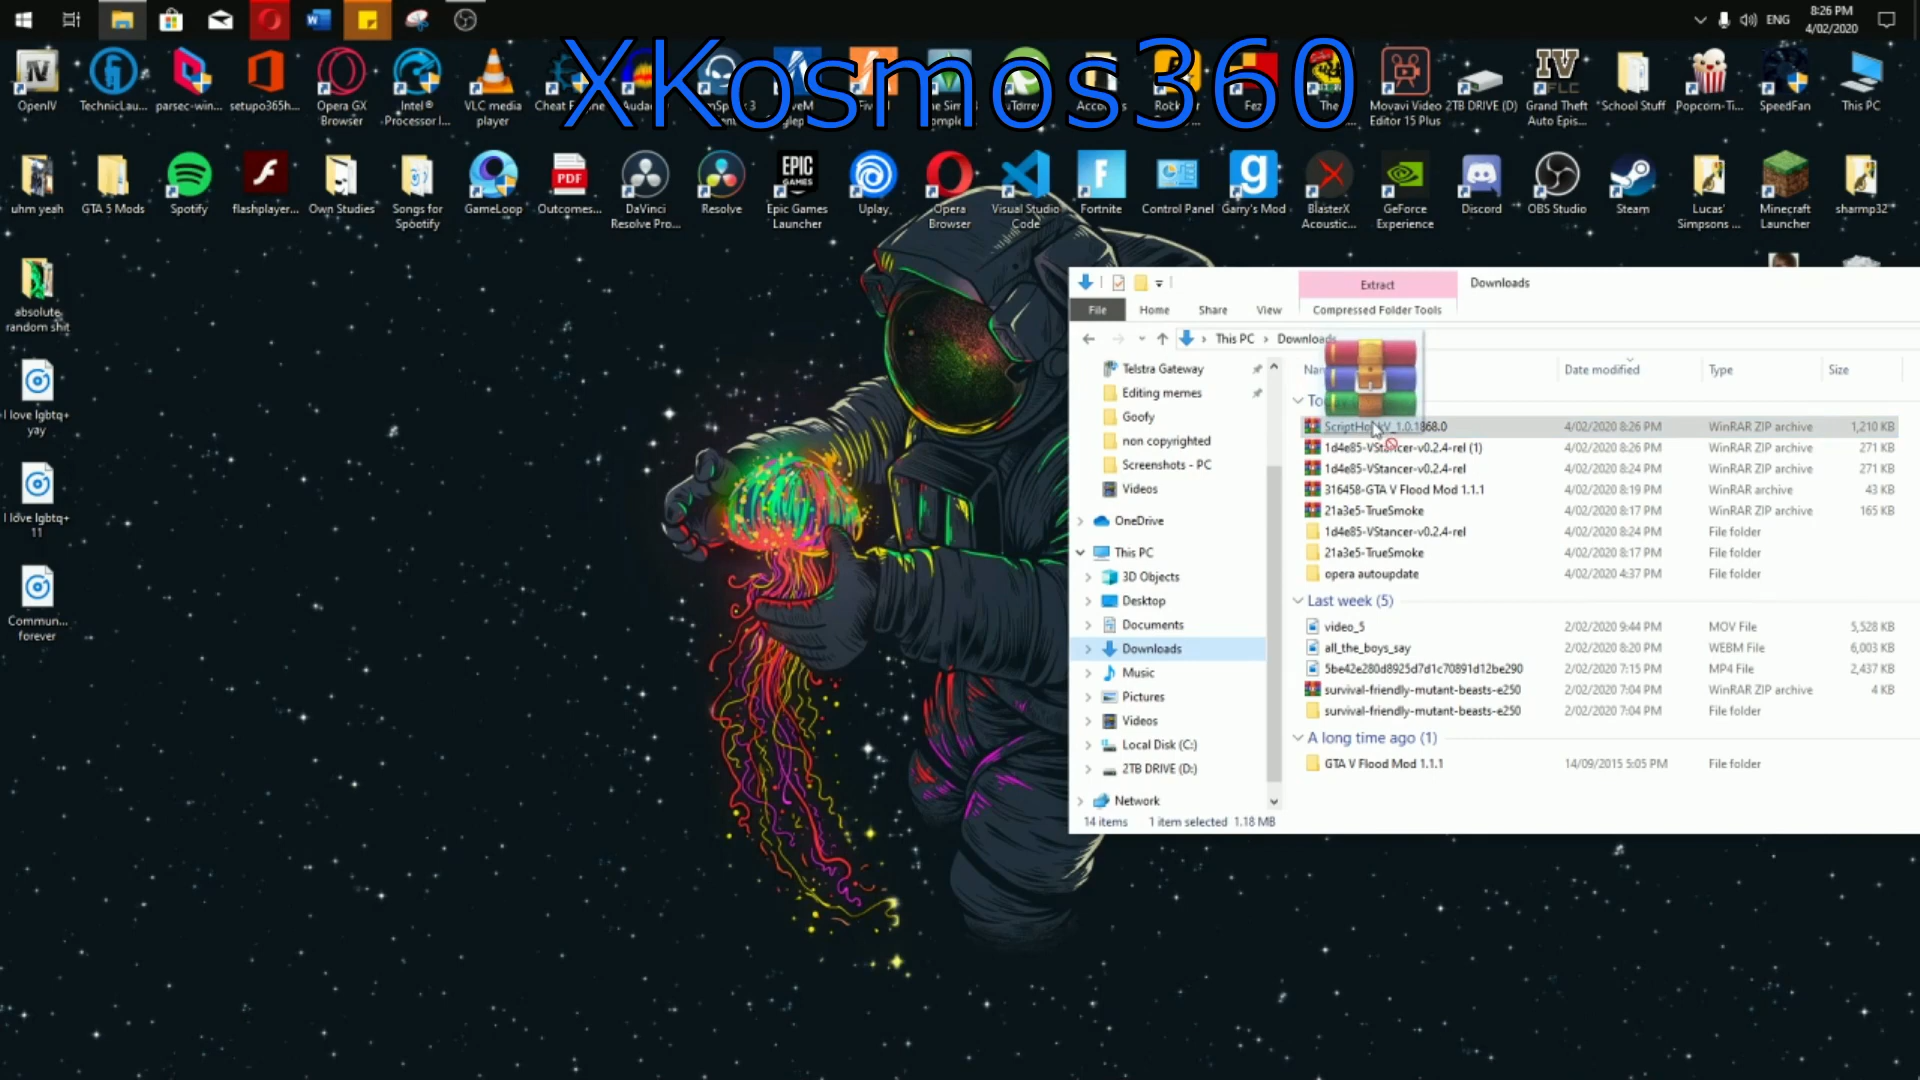 ENG
8:26 PM
4/02/2020
XKosmos360
OpenIV
TechnicLau...
parsec-win...
setupo365h...
Opera GX
Browser
Intel®
Processor I...
VLC media
player
Movavi Video
Editor 15 Plus
2TB DRIVE (D)
Grand Theft
Auto Epis...
School Stuff
Popcorn-Ti...
SpeedFan
This PC
uhm yeah
GTA 5 Mods
Spotify
flashplayer...
Own Studies
Songs for
Spootify
GameLoop
Outcomes...
DaVinci
Resolve Pro...
Resolve
Epic Games
Launcher
Uplay
Opera
Browser
Visual Studio
Code
Fortnite
Control Panel
Garry's Mod
BlasterX
Acoustic...
GeForce
Experience
Discord
OBS Studio
Steam
Lucas'
Simpsons ...
Minecraft
Launcher
sharmp32
absolute
random shit
I love lgbtq+
yay
I love lgbtq+
11
Commun...
forever
Extract
Downloads
File
Home
Share
View
Compressed Folder Tools
This PC
Downloads
Telstra Gateway
Editing memes
Goofy
non copyrighted
Screenshots - PC
Videos
OneDrive
This PC
3D Objects
Desktop
Documents
Downloads
Music
Pictures
Videos
Local Disk (C:)
2TB DRIVE (D:)
Network
Date modified
Type
Size
ScriptHookV_1.0.1868.0 4/02/2020 8:26 PM WinRAR ZIP archive 1,210 KB
1d4e85-VStancer-v0.2.4-rel (1) 4/02/2020 8:26 PM WinRAR ZIP archive 271 KB
1d4e85-VStancer-v0.2.4-rel 4/02/2020 8:24 PM WinRAR ZIP archive 271 KB
316458-GTA V Flood Mod 1.1.1 4/02/2020 8:19 PM WinRAR archive 43 KB
21a3e5-TrueSmoke 4/02/2020 8:17 PM WinRAR ZIP archive 165 KB
1d4e85-VStancer-v0.2.4-rel 4/02/2020 8:24 PM File folder
21a3e5-TrueSmoke 4/02/2020 8:17 PM File folder
opera autoupdate 4/02/2020 4:37 PM File folder
Last week (5)
video_5 2/02/2020 9:44 PM MOV File 5,528 KB
all_the_boys_say 2/02/2020 8:20 PM WEBM File 6,003 KB
5be42e280d8925d7d1c70891d12be290 2/02/2020 7:15 PM MP4 File 2,437 KB
survival-friendly-mutant-beasts-e250 2/02/2020 7:04 PM WinRAR ZIP archive 4 KB
survival-friendly-mutant-beasts-e250 2/02/2020 7:04 PM File folder
A long time ago (1)
GTA V Flood Mod 1.1.1 14/09/2015 5:05 PM File folder
14 items 1 item selected 1.18 MB